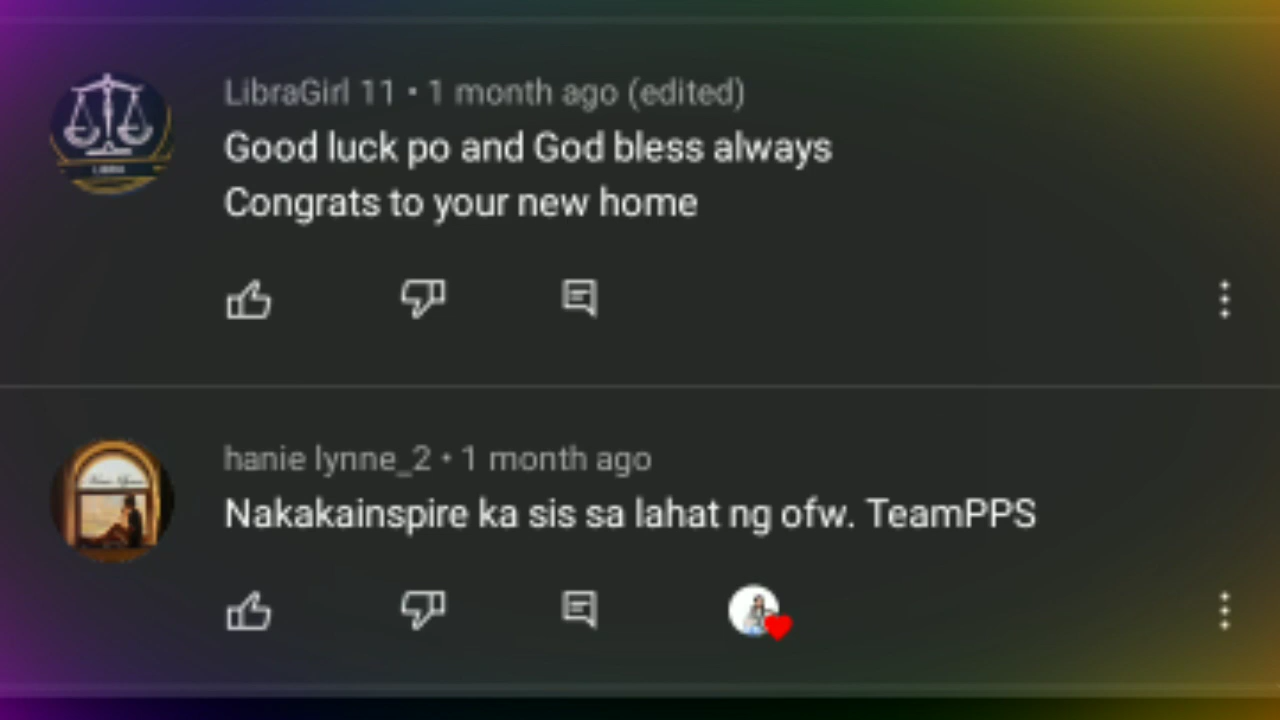 LibraGirl 11 • 1 month ago (edited)
Good luck po and God bless always
Congrats to your new home
hanie lynne_2 • 1 month ago
Nakakainspire ka sis sa lahat ng ofw. TeamPPS